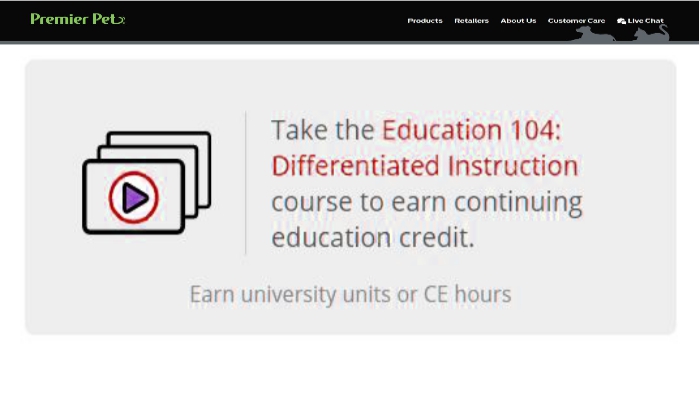 Premier Pet
Products Retailers About Us Customer Care Live Chat
Take the Education 104:
Differentiated Instruction
course to earn continuing
education credit.
Earn university units or CE hours